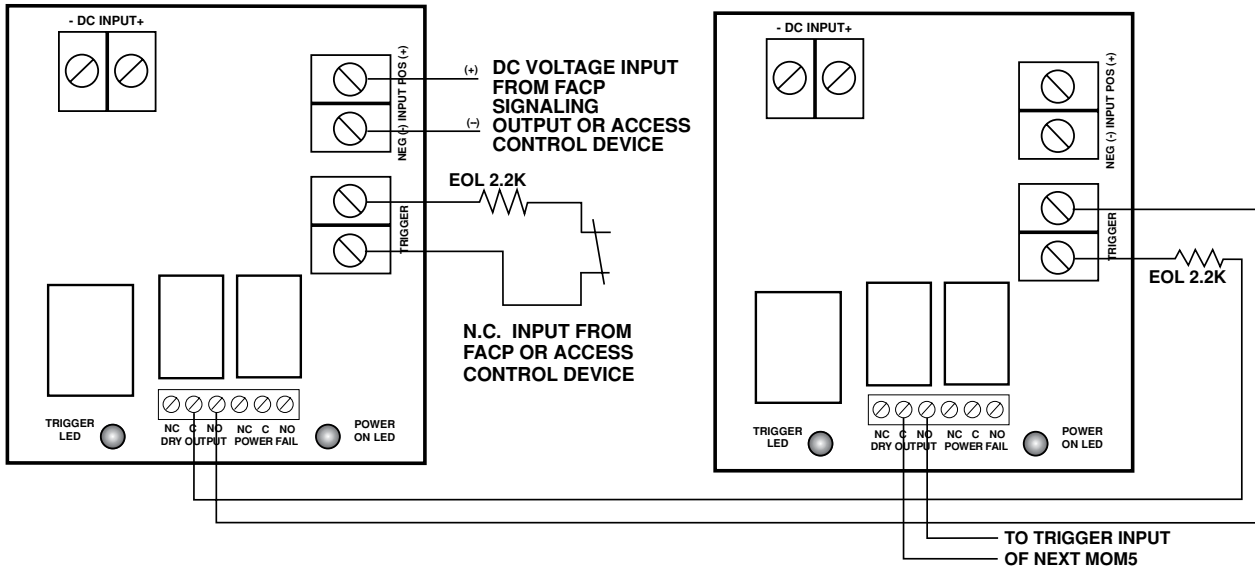 - DC INPUT+
NEG (-) INPUT POS (+)
(+)
(–)
DC VOLTAGE INPUT
FROM FACP
SIGNALING
OUTPUT OR ACCESS
CONTROL DEVICE
TRIGGER
EOL 2.2K
N.C. INPUT FROM
FACP OR ACCESS
CONTROL DEVICE
TRIGGER
LED
NC C NO NC C NO
DRY OUTPUT POWER FAIL
POWER
ON LED
- DC INPUT+
NEG (-) INPUT POS (+)
TRIGGER
EOL 2.2K
TRIGGER
LED
NC C NO NC C NO
DRY OUTPUT POWER FAIL
POWER
ON LED
TO TRIGGER INPUT
OF NEXT MOM5